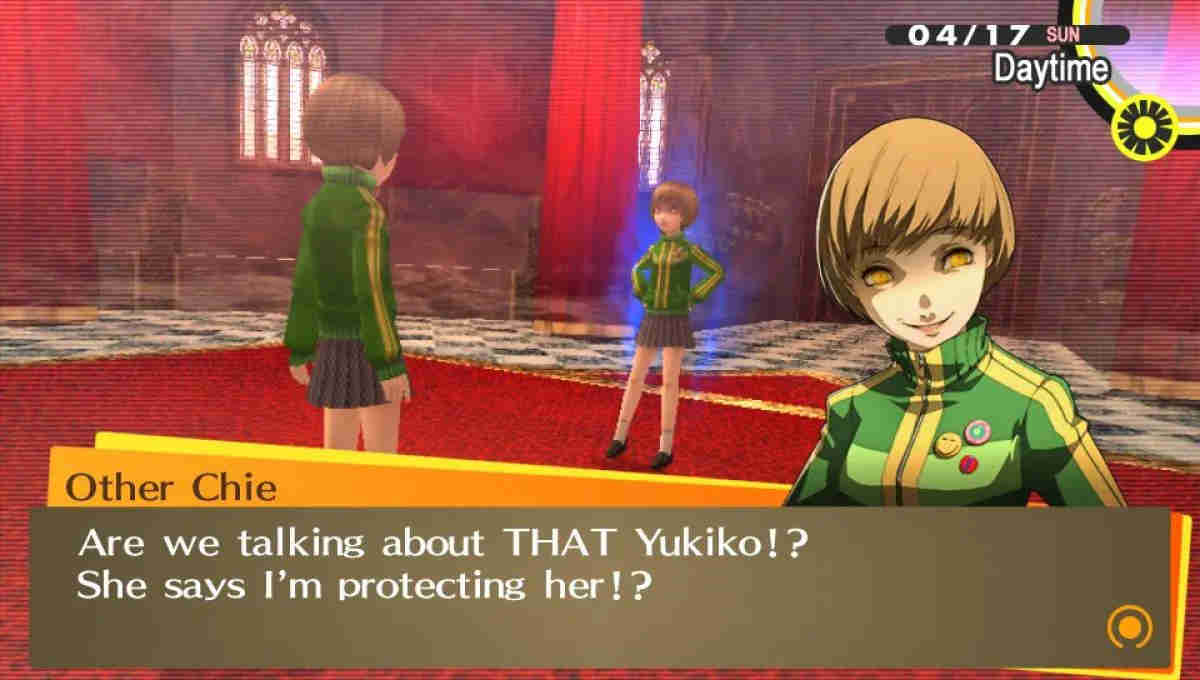 04/17 SUN
Daytime
Other Chie
Are we talking about THAT Yukiko!?
She says I'm protecting her!?